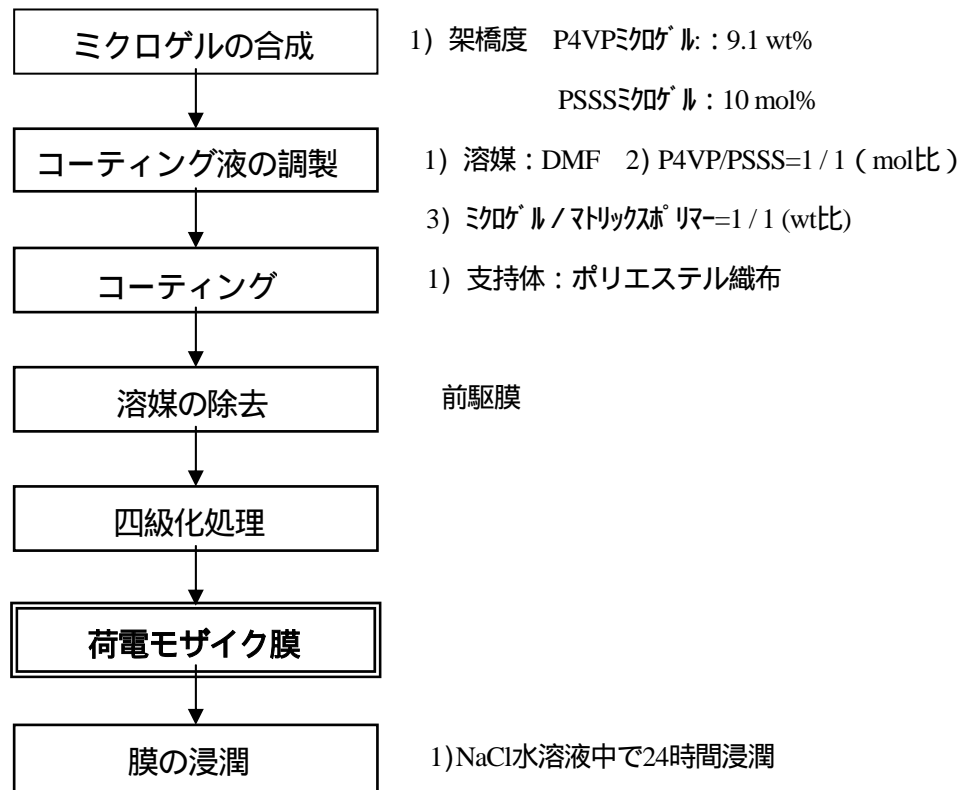 ミクロゲルの合成
1) 架橋度 P4VPﾐｸﾛｹﾞﾙ:：9.1 wt%
PSSSﾐｸﾛｹﾞﾙ：10 mol%
コーティング液の調製
1) 溶媒：DMF 2) P4VP/PSSS=1 / 1（mol比）
3) ﾐｸﾛｹﾞﾙ／ﾏﾄﾘｯｸｽﾎﾟﾘﾏｰ=1 / 1 (wt比)
コーティング
1) 支持体：ポリエステル織布
溶媒の除去
前駆膜
四級化処理
荷電モザイク膜
膜の浸潤
1)NaCl水溶液中で24時間浸潤